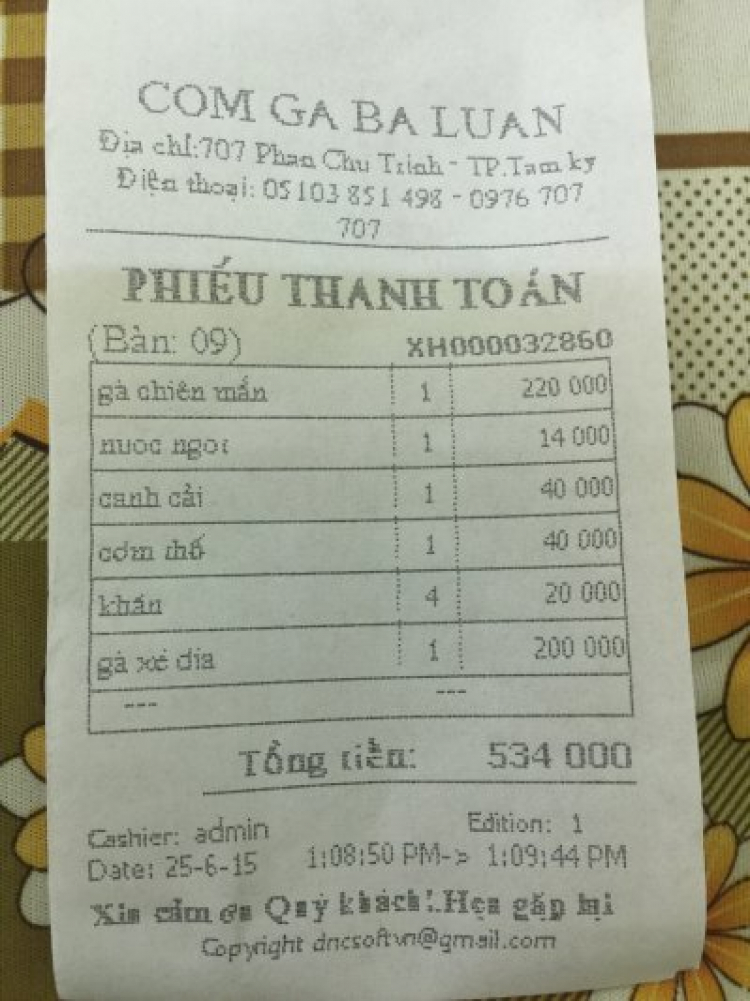 COM GA BA LUAN
Địa chỉ:707 Phan Chu Trinh - TP.Tam kỳ
Điện thoại: 05103 851 498 - 0976 707
707
PHIẾU THANH TOÁN
(Bàn: 09) XH000032860
gà chiên mắn 1 220 000
nuoc ngot 1 14 000
canh cải 1 40 000
cơm thố 1 40 000
khăn 4 20 000
gà xé dĩa 1 200 000
--- ---
Tổng tiền: 534 000
Cashier: admin Edition: 1
Date: 25-6-15 1:08:50 PM-> 1:09:44 PM
Xin cảm ơn Quý khách!.Hẹn gặp lại
Copyright dncsoftvn@gmail.com